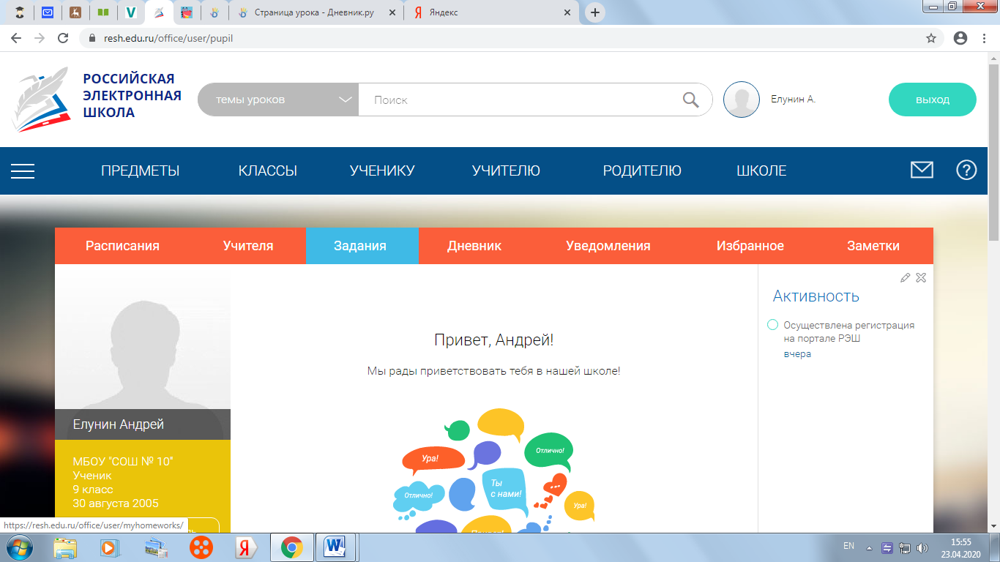 Страница урока - Дневник.ру
Яндекс
resh.edu.ru/office/user/pupil
РОССИЙСКАЯ
ЭЛЕКТРОННАЯ
ШКОЛА
темы уроков
Поиск
Елунин А.
выход
ПРЕДМЕТЫ КЛАССЫ УЧЕНИКУ УЧИТЕЛЮ РОДИТЕЛЮ ШКОЛЕ
Расписания Учителя Задания Дневник Уведомления Избранное Заметки
Активность
Осуществлена регистрация
на портале РЭШ
вчера
Привет, Андрей!
Мы рады приветствовать тебя в нашей школе!
Ура!
Отлично!
Ты
с нами!
Отлично!
Ура!
Привет!
Елунин Андрей
МБОУ "СОШ № 10"
Ученик
9 класс
30 августа 2005
https://resh.edu.ru/office/user/myhomeworks/
EN
15:55
23.04.2020